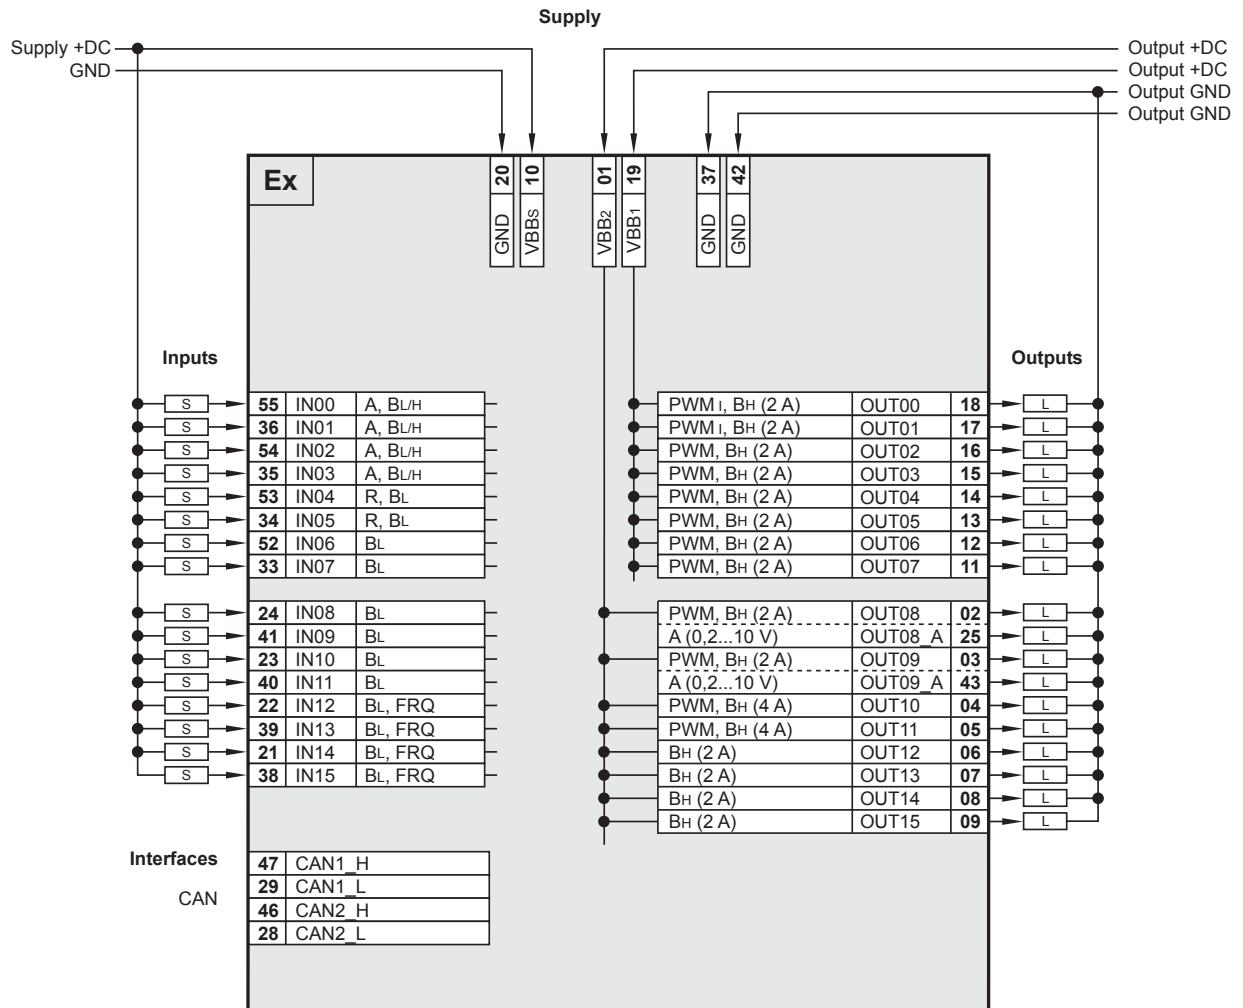 Supply
Supply +DC
GND
Output +DC
Output +DC
Output GND
Output GND
Ex
20 GND
10 VBBS
01 VBB2
19 VBB1
37 GND
42 GND
Inputs
Outputs
S 55 IN00 A, BL/H
S 36 IN01 A, BL/H
S 54 IN02 A, BL/H
S 35 IN03 A, BL/H
S 53 IN04 R, BL
S 34 IN05 R, BL
S 52 IN06 BL
S 33 IN07 BL
S 24 IN08 BL
S 41 IN09 BL
S 23 IN10 BL
S 40 IN11 BL
S 22 IN12 BL, FRQ
S 39 IN13 BL, FRQ
S 21 IN14 BL, FRQ
S 38 IN15 BL, FRQ
PWM I, BH (2 A) OUT00 18 L
PWM I, BH (2 A) OUT01 17 L
PWM, BH (2 A) OUT02 16 L
PWM, BH (2 A) OUT03 15 L
PWM, BH (2 A) OUT04 14 L
PWM, BH (2 A) OUT05 13 L
PWM, BH (2 A) OUT06 12 L
PWM, BH (2 A) OUT07 11 L
PWM, BH (2 A) OUT08 02 L
A (0,2...10 V) OUT08_A 25 L
PWM, BH (2 A) OUT09 03 L
A (0,2...10 V) OUT09_A 43 L
PWM, BH (4 A) OUT10 04 L
PWM, BH (4 A) OUT11 05 L
BH (2 A) OUT12 06 L
BH (2 A) OUT13 07 L
BH (2 A) OUT14 08 L
BH (2 A) OUT15 09 L
Interfaces
CAN
47 CAN1_H
29 CAN1_L
46 CAN2_H
28 CAN2_L